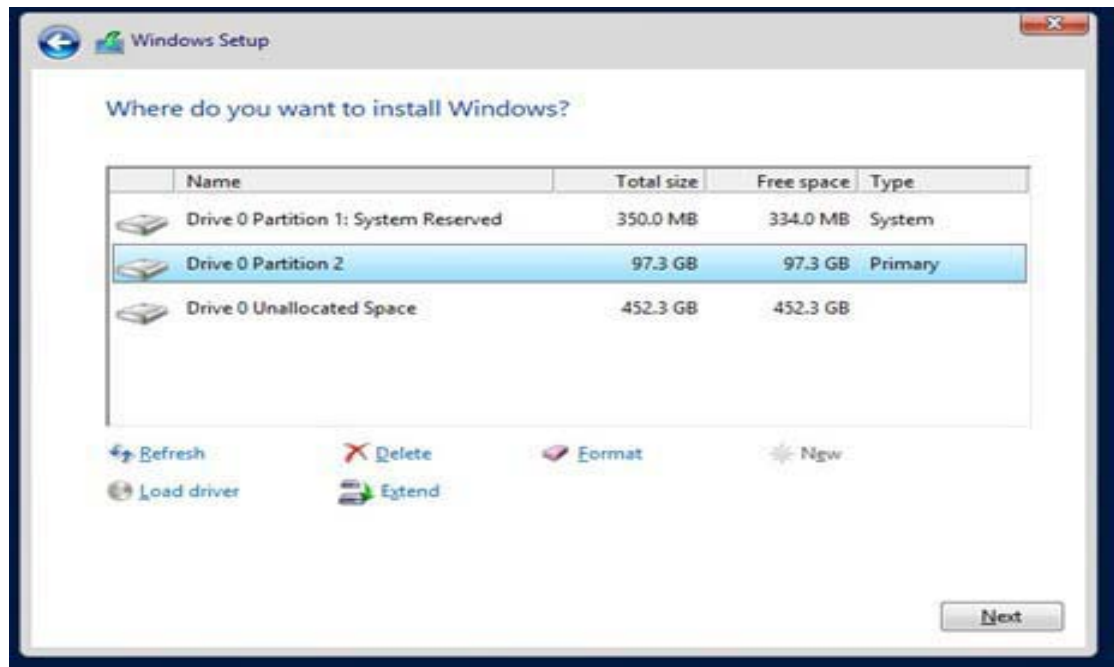 Windows Setup
Where do you want to install Windows?
Name Total size Free space Type
Drive 0 Partition 1: System Reserved 350.0 MB 334.0 MB System
Drive 0 Partition 2 97.3 GB 97.3 GB Primary
Drive 0 Unallocated Space 452.3 GB 452.3 GB
Refresh Delete Format New
Load driver Extend
Next